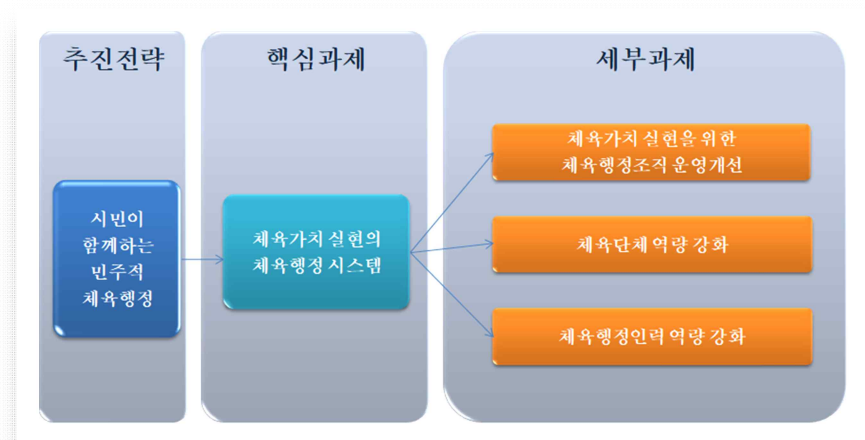 추진전략
핵심과제
세부과제
시민이
함께하는
민주적
체육행정
체육가치 실현의
체육행정 시스템
체육가치 실현을 위한
체육행정조직 운영개선
체육단체 역량 강화
체육행정인력 역량 강화